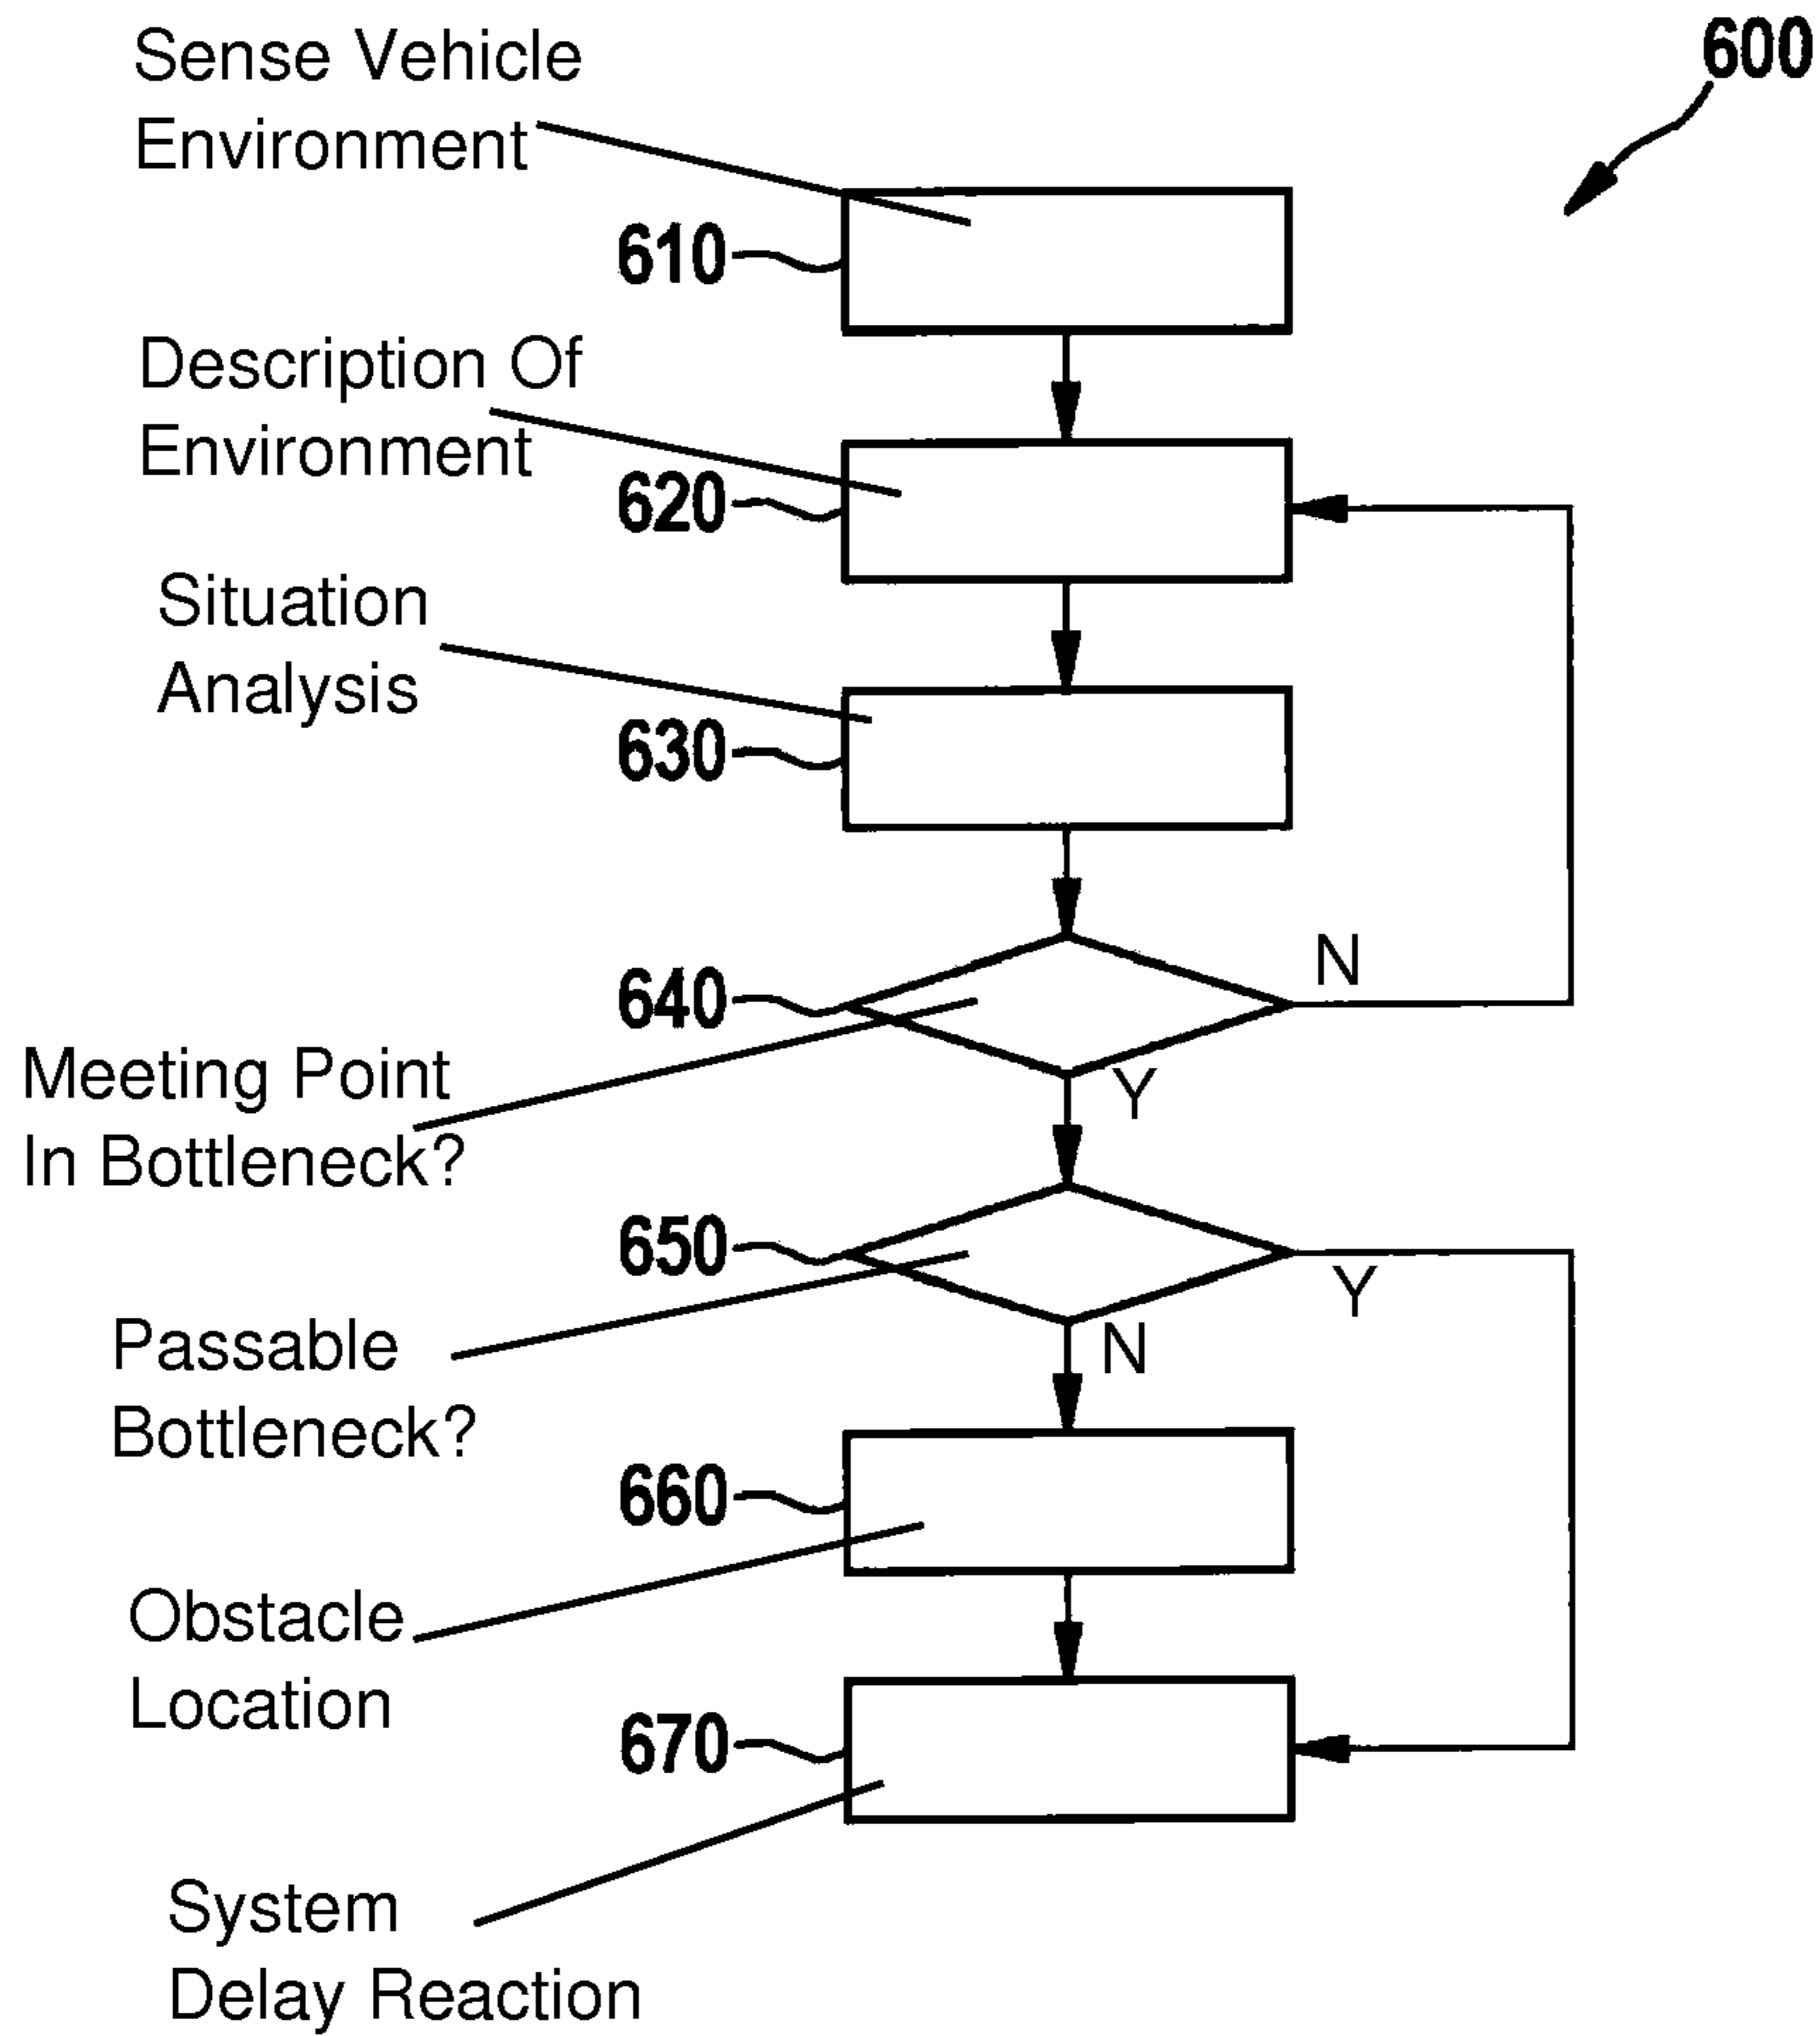 Sense Vehicle
Environment
600
610
Description Of
Environment
620
Situation
Analysis
630
640
N
Meeting Point
In Bottleneck?
Y
650
Y
Passable
Bottleneck?
N
660
Obstacle
Location
670
System
Delay Reaction